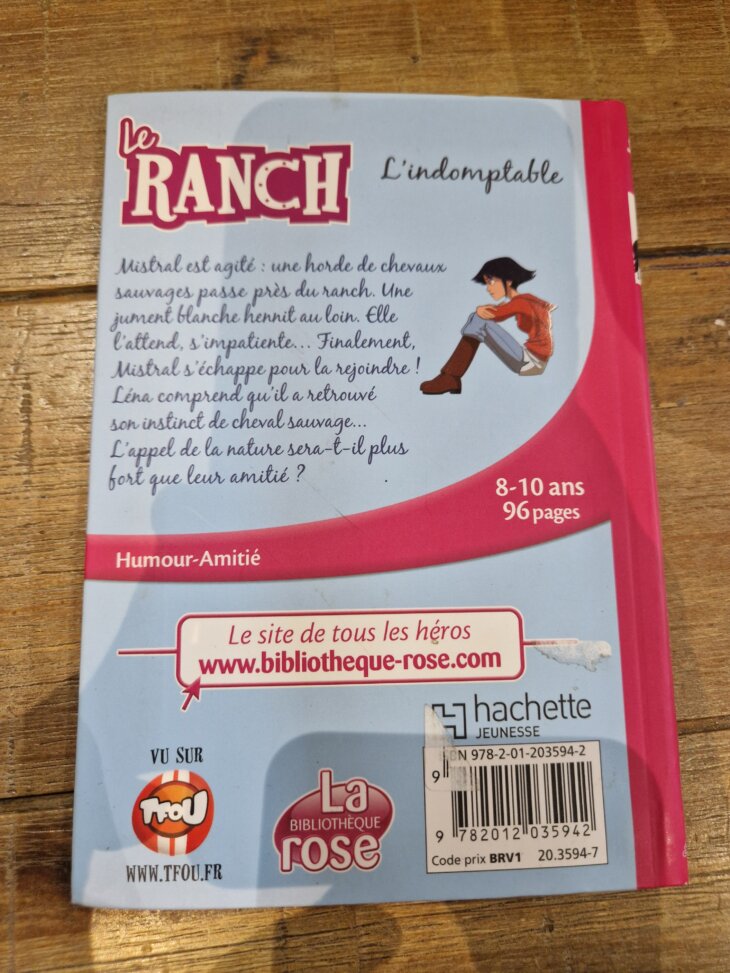 Le
RANCH
L'indomptable
Mistral est agité : une horde de chevaux
sauvages passe près du ranch. Une
jument blanche hennit au loin. Elle
l'attend, s'impatiente... Finalement,
Mistral s'échappe pour la rejoindre !
Léna comprend qu'il a retrouvé
son instinct de cheval sauvage...
L'appel de la nature sera-t-il plus
fort que leur amitié ?
8-10 ans
96 pages
Humour-Amitié
Le site de tous les héros
www.bibliotheque-rose.com
hachette
JEUNESSE
VU SUR
TFOU
WWW.TFOU.FR
La
BIBLIOTHÈQUE
rose
BN 978-2-01-203594-2
9
9 782012 035942
Code prix BRV1 20.3594-7